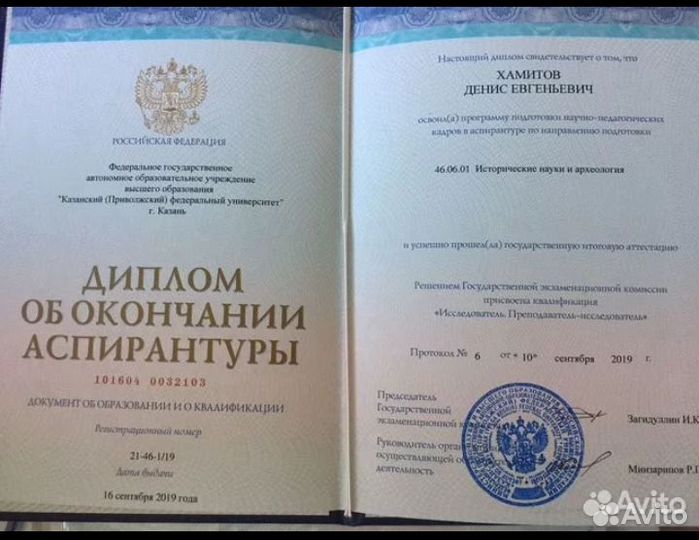 РОССИЙСКАЯ ФЕДЕРАЦИЯ
Федеральное государственное
автономное образовательное учреждение
высшего образования
"Казанский (Приволжский) федеральный университет"
г. Казань
ДИПЛОМ
ОБ ОКОНЧАНИИ
АСПИРАНТУРЫ
101604 0032103
ДОКУМЕНТ ОБ ОБРАЗОВАНИИ И О КВАЛИФИКАЦИИ
Регистрационный номер
21-46-1/19
Дата выдачи
16 сентября 2019 года
Настоящий диплом свидетельствует о том, что
ХАМИТОВ
ДЕНИС ЕВГЕНЬЕВИЧ
освоил(а) программу подготовки научно-педагогических
кадров в аспирантуре по направлению подготовки
46.06.01 Исторические науки и археология
и успешно прошел(ла) государственную итоговую аттестацию
Решением Государственной экзаменационной комиссии
присвоена квалификация
«Исследователь. Преподаватель-исследователь»
Протокол № 6 от « 10 » сентября 2019 г.
Председатель
Государственной
экзаменационной
Загидуллин И.К
Руководитель
осуществляющей
деятельность
Минзарипов Р.Г
Avito
Avito